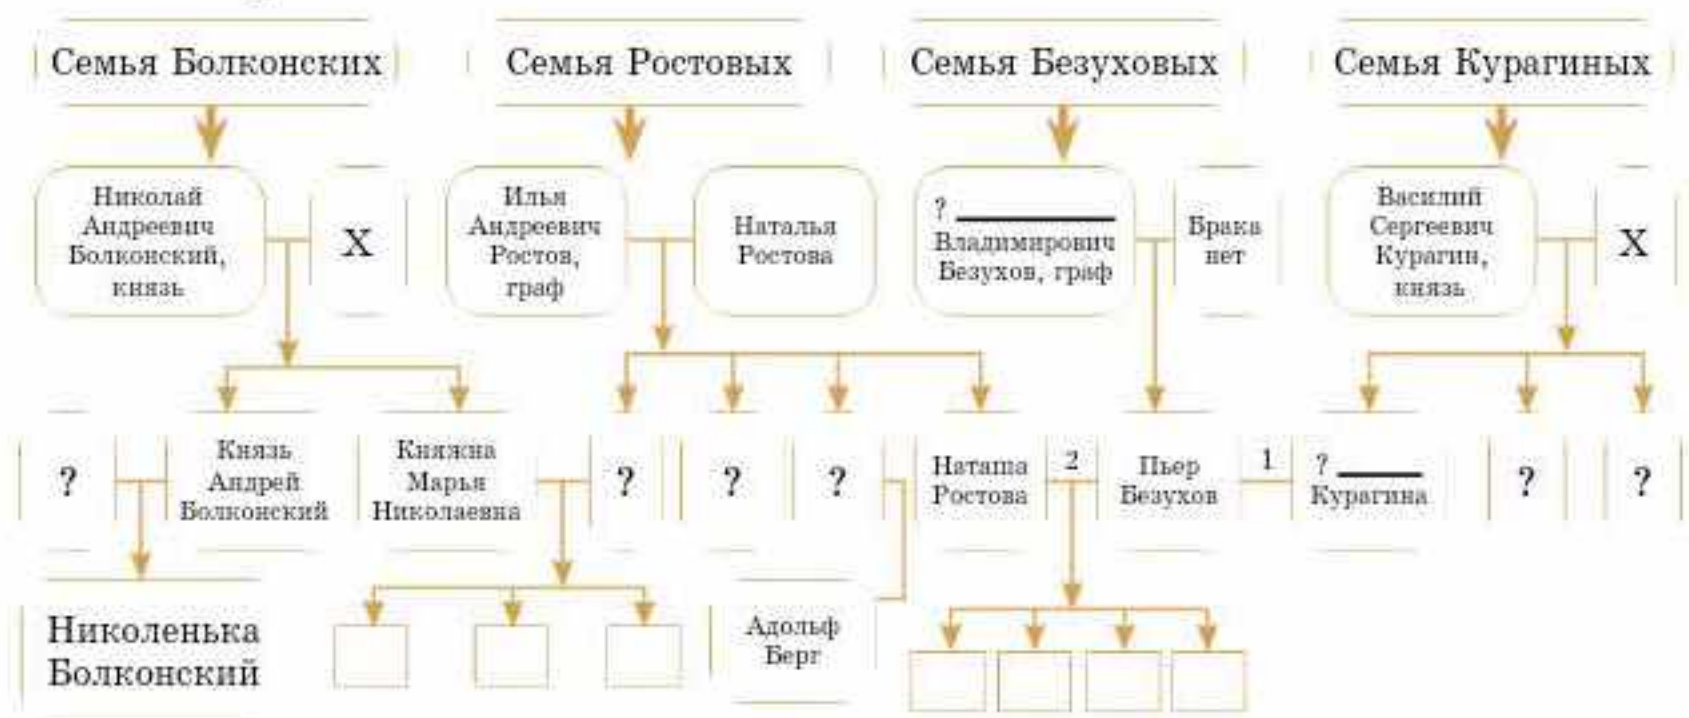 Семья Болконских
Семья Ростовых
Семья Безуховых
Семья Курагиных
Николай
Андреевич
Болконский,
князь
X
Илья
Андреевич
Ростов,
граф
Наталья
Ростова
?
Владимирович
Безухов, граф
Брака
нет
Василий
Сергеевич
Курагин,
князь
X
?
Князь
Андрей
Болконский
Княжна
Марья
Николаевна
?
?
?
Наташа
Ростова
2
Пьер
Безухов
1
?
Курагина
?
?
Николенька
Болконский
Адольф
Берг